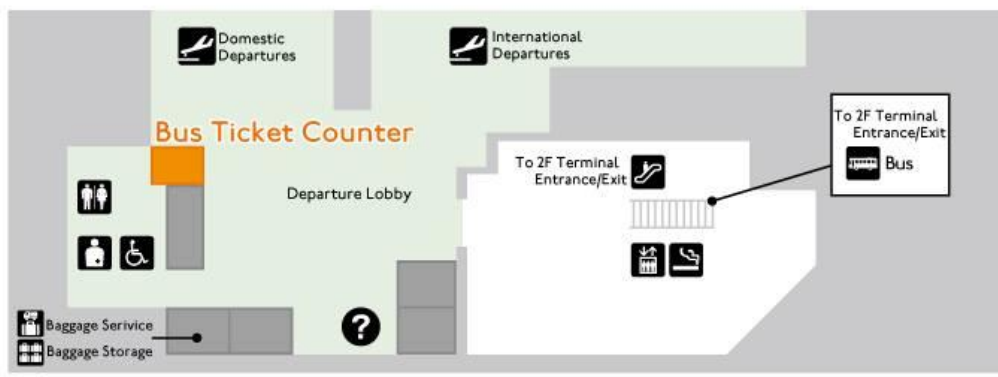 Domestic
Departures
International
Departures
Bus Ticket Counter
To 2F Terminal
Entrance/Exit
Bus
To 2F Terminal
Entrance/Exit
Departure Lobby
?
Baggage Serivice
Baggage Storage